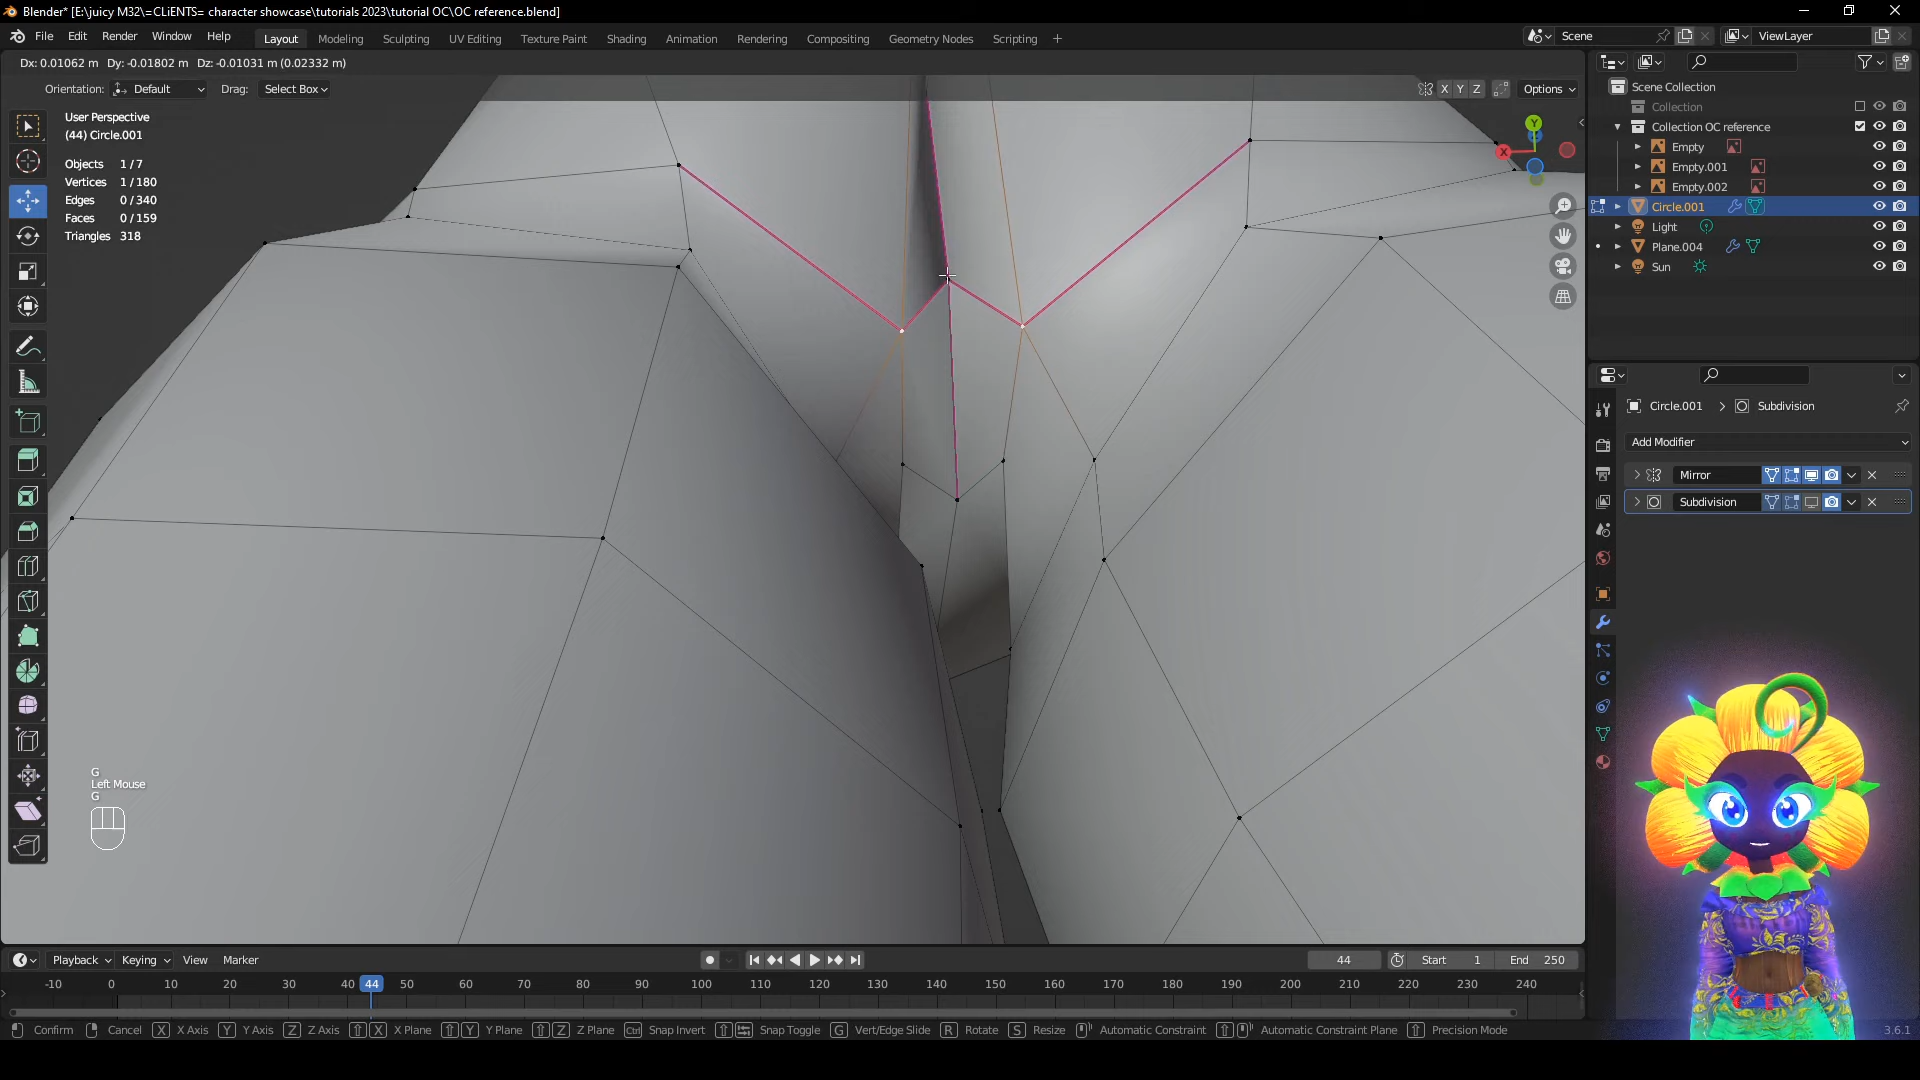 Blender* [E:\juicy M32\=CLiENTS= character showcase\tutorials 2023\tutorial OC\OC reference.blend]
File Edit Render Window Help Layout Modeling Sculpting UV Editing Texture Paint Shading Animation Rendering Compositing Geometry Nodes Scripting + Scene ViewLayer
Dx: 0.01062 m Dy: -0.01802 m Dz: -0.01031 m (0.02332 m)
Orientation: Default Drag: Select Box X Y Z Options
User Perspective
(44) Circle.001
Objects 1/7
Vertices 1/180
Edges 0/340
Faces 0/159
Triangles 318
Y
X
Scene Collection
Collection
Collection OC reference
Empty
Empty.001
Empty.002
Circle.001
Light
Plane.004
Sun
Circle.001 > Subdivision
Add Modifier
Mirror
Subdivision
G
Left Mouse
G
Playback Keying View Marker 44 Start 1 End 250
-10 0 10 20 30 40 44 50 60 70 80 90 100 110 120 130 140 150 160 170 180 190 200 210 220 230 240
Confirm Cancel X X Axis Y Y Axis Z Z Axis X X Plane Y Y Plane Z Z Plane Ctrl Snap Invert Snap Toggle G Vert/Edge Slide R Rotate S Resize Automatic Constraint Automatic Constraint Plane Precision Mode 3.6.1